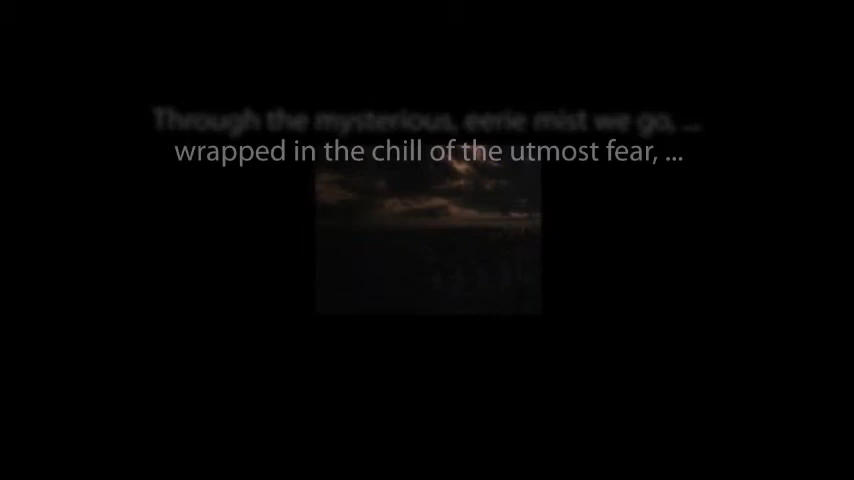 Through the mysterious, eerie mist we go, ...
wrapped in the chill of the utmost fear, ...